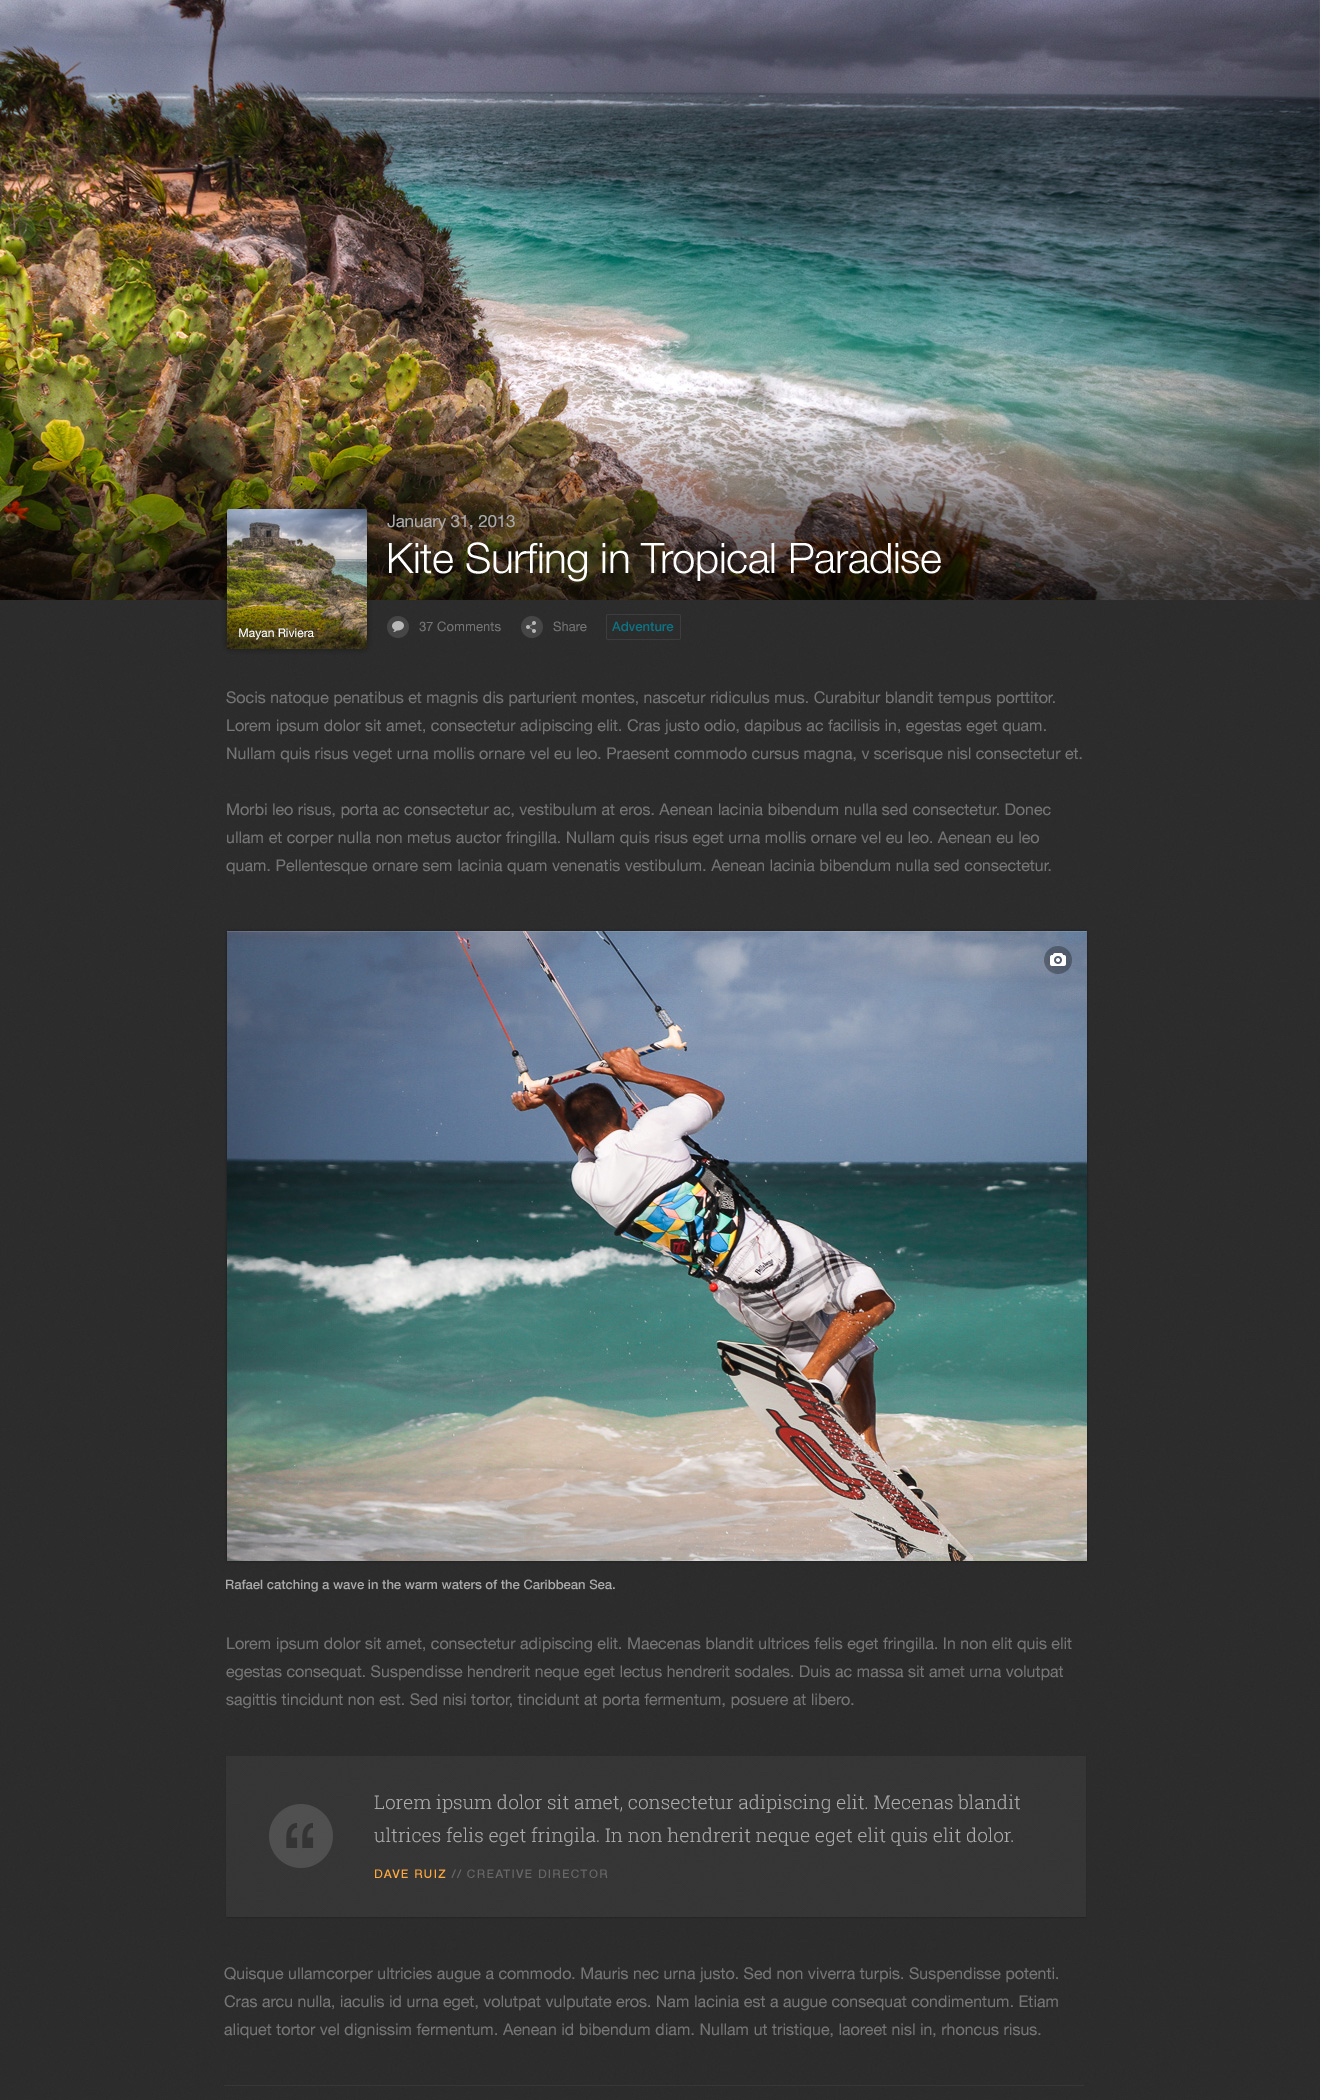 January 31, 2013
Kite Surfing in Tropical Paradise
Mayan Riviera
37 Comments
Share
Adventure
Socis natoque penatibus et magnis dis parturient montes, nascetur ridiculus mus. Curabitur blandit tempus porttitor.
Lorem ipsum dolor sit amet, consectetur adipiscing elit. Cras justo odio, dapibus ac facilisis in, egestas eget quam.
Nullam quis risus veget urna mollis ornare vel eu leo. Praesent commodo cursus magna, v scerisque nisl consectetur et.
Morbi leo risus, porta ac consectetur ac, vestibulum at eros. Aenean lacinia bibendum nulla sed consectetur. Donec
ullam et corper nulla non metus auctor fringilla. Nullam quis risus eget urna mollis ornare vel eu leo. Aenean eu leo
quam. Pellentesque ornare sem lacinia quam venenatis vestibulum. Aenean lacinia bibendum nulla sed consectetur.
Rafael catching a wave in the warm waters of the Caribbean Sea.
Lorem ipsum dolor sit amet, consectetur adipiscing elit. Maecenas blandit ultrices felis eget fringilla. In non elit quis elit
egestas consequat. Suspendisse hendrerit neque eget lectus hendrerit sodales. Duis ac massa sit amet urna volutpat
sagittis tincidunt non est. Sed nisi tortor, tincidunt at porta fermentum, posuere at libero.
Lorem ipsum dolor sit amet, consectetur adipiscing elit. Mecenas blandit
ultrices felis eget fringila. In non hendrerit neque eget elit quis elit dolor.
DAVE RUIZ // CREATIVE DIRECTOR
Quisque ullamcorper ultricies augue a commodo. Mauris nec urna justo. Sed non viverra turpis. Suspendisse potenti.
Cras arcu nulla, iaculis id urna eget, volutpat vulputate eros. Nam lacinia est a augue consequat condimentum. Etiam
aliquet tortor vel dignissim fermentum. Aenean id bibendum diam. Nullam ut tristique, laoreet nisl in, rhoncus risus.